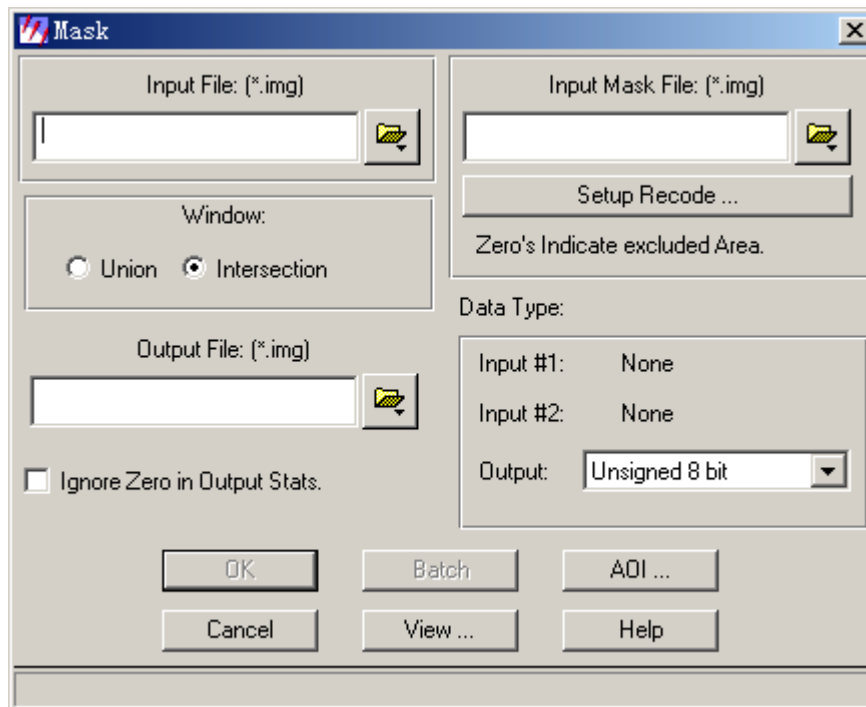 Mask
Input File: (*.img)
Input Mask File: (*.img)
Setup Recode ...
Window:
Zero's Indicate excluded Area.
Union
Intersection
Data Type:
Output File: (*.img)
Input #1: None
Input #2: None
Output: Unsigned 8 bit
Ignore Zero in Output Stats.
OK
Batch
AOI ...
Cancel
View ...
Help